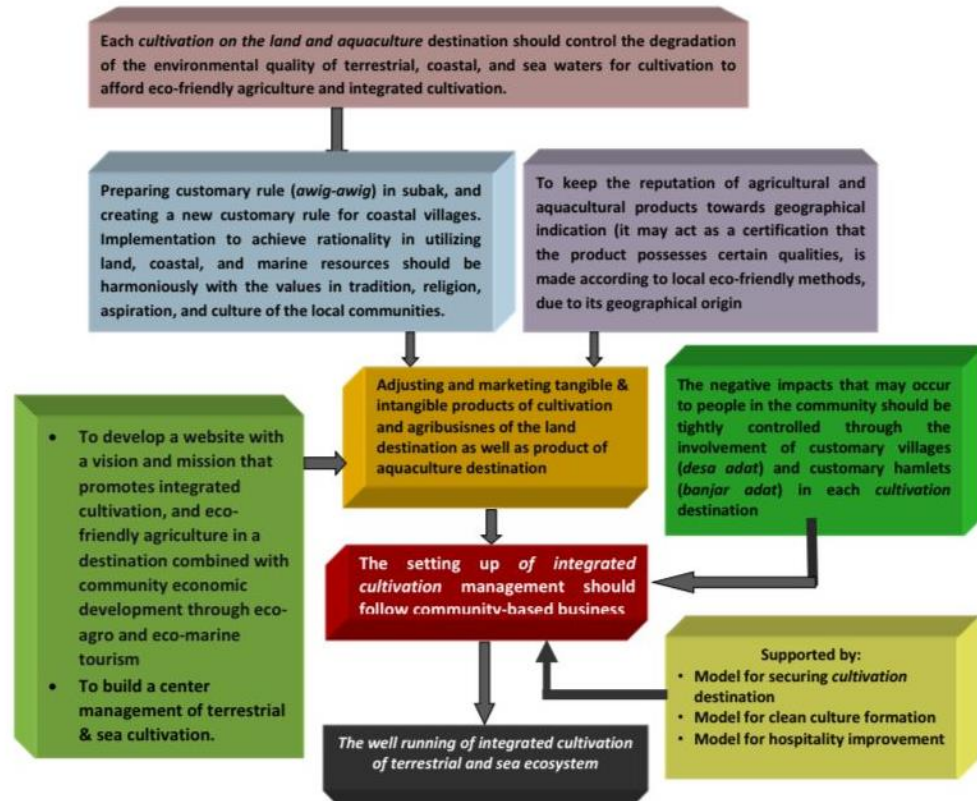 Each cultivation on the land and aquaculture destination should control the degradation
of the environmental quality of terrestrial, coastal, and sea waters for cultivation to
afford eco-friendly agriculture and integrated cultivation.
Preparing customary rule (awig-awig) in subak, and
creating a new customary rule for coastal villages.
Implementation to achieve rationality in utilizing
land, coastal, and marine resources should be
harmoniously with the values in tradition, religion,
aspiration, and culture of the local communities.
To keep the reputation of agricultural and
aquacultural products towards geographical
indication (it may act as a certification that
the product possesses certain qualities, is
made according to local eco-friendly methods,
due to its geographical origin
Adjusting and marketing tangible &
intangible products of cultivation
and agribusisnes of the land
destination as well as product of
aquaculture destination
The negative impacts that may occur
to people in the community should be
tightly controlled through the
involvement of customary villages
(desa adat) and customary hamlets
(banjar adat) in each cultivation
destination
• To develop a website with
a vision and mission that
promotes integrated
cultivation, and eco-
friendly agriculture in a
destination combined with
community economic
development through eco-
agro and eco-marine
tourism
• To build a center
management of terrestrial
& sea cultivation.
The setting up of integrated
cultivation management should
follow community-based business
Supported by:
• Model for securing cultivation
destination
• Model for clean culture formation
• Model for hospitality improvement
The well running of integrated cultivation
of terrestrial and sea ecosystem